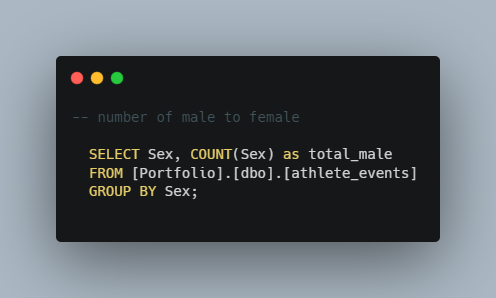 -- number of male to female
SELECT Sex, COUNT(Sex) as total_male
FROM [Portfolio].[dbo].[athlete_events]
GROUP BY Sex;